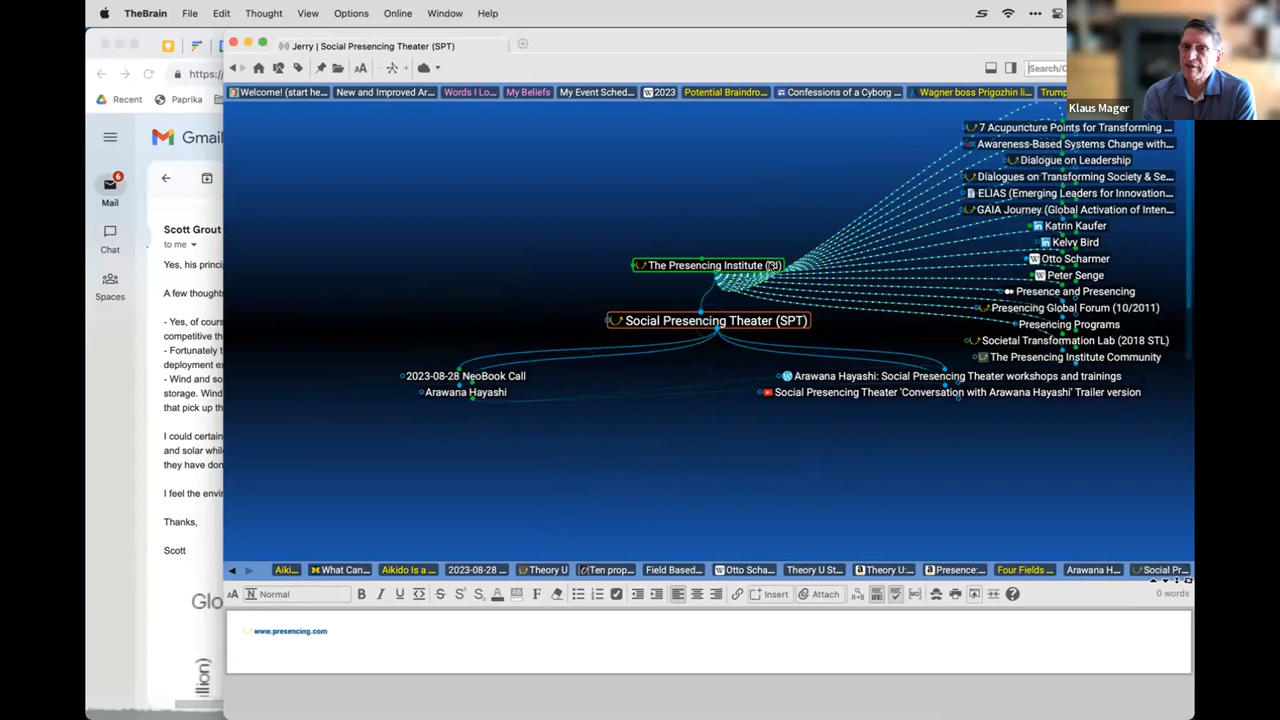 TheBrain File Edit Thought View Options Online Window Help
Klaus Mager
Jerry | Social Presencing Theater (SPT)
https:/
Search/C
Recent Paprika
Welcome! (start he... New and Improved Ar... Words I Lo... My Beliefs My Event Sched... 2023 Potential Braindro... Confessions of a Cyborg ... Wagner boss Prigozhin li... Trump
Gmail
6
Mail
Chat
Spaces
Scott Grout
to me
Yes, his princi
A few thoughts
- Yes, of cours
competitive th
- Fortunately t
deployment ex
- Wind and so
storage. Wind
that pick up th
I could certain
and solar while
they have don
I feel the envir
Thanks,
Scott
Glo
illion)
7 Acupuncture Points for Transforming ...
Awareness-Based Systems Change with...
Dialogue on Leadership
Dialogues on Transforming Society & Se...
ELIAS (Emerging Leaders for Innovation...
GAIA Journey (Global Activation of Inten...
Katrin Kaufer
Kelvy Bird
Otto Scharmer
Peter Senge
Presence and Presencing
Presencing Global Forum (10/2011)
Presencing Programs
Societal Transformation Lab (2018 STL)
The Presencing Institute Community
The Presencing Institute (PI)
Social Presencing Theater (SPT)
2023-08-28 NeoBook Call
Arawana Hayashi
Arawana Hayashi: Social Presencing Theater workshops and trainings
Social Presencing Theater 'Conversation with Arawana Hayashi' Trailer version
Aiki... What Can... Aikido Is a ... 2023-08-28 ... Theory U Ten prop... Field Based... Otto Scha... Theory U St... Theory U:... Presence:... Four Fields ... Arawana H... Social Pr...
Normal
Insert
Attach
0 words
www.presencing.com